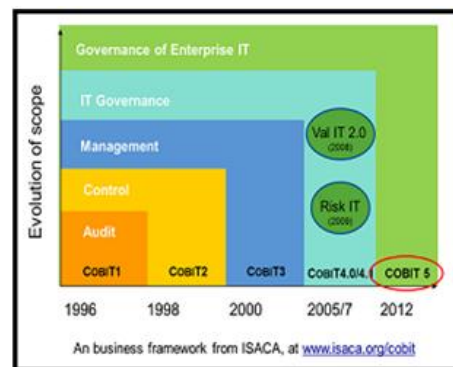 Governance of Enterprise IT
IT Governance
Val IT 2.0
(2008)
Management
Control
Risk IT
(2009)
Audit
COBIT1
COBIT2
COBIT3
COBIT4.0/4.1
COBIT 5
1996
1998
2000
2005/7
2012
Evolution of scope
An business framework from ISACA, at www.isaca.org/cobit